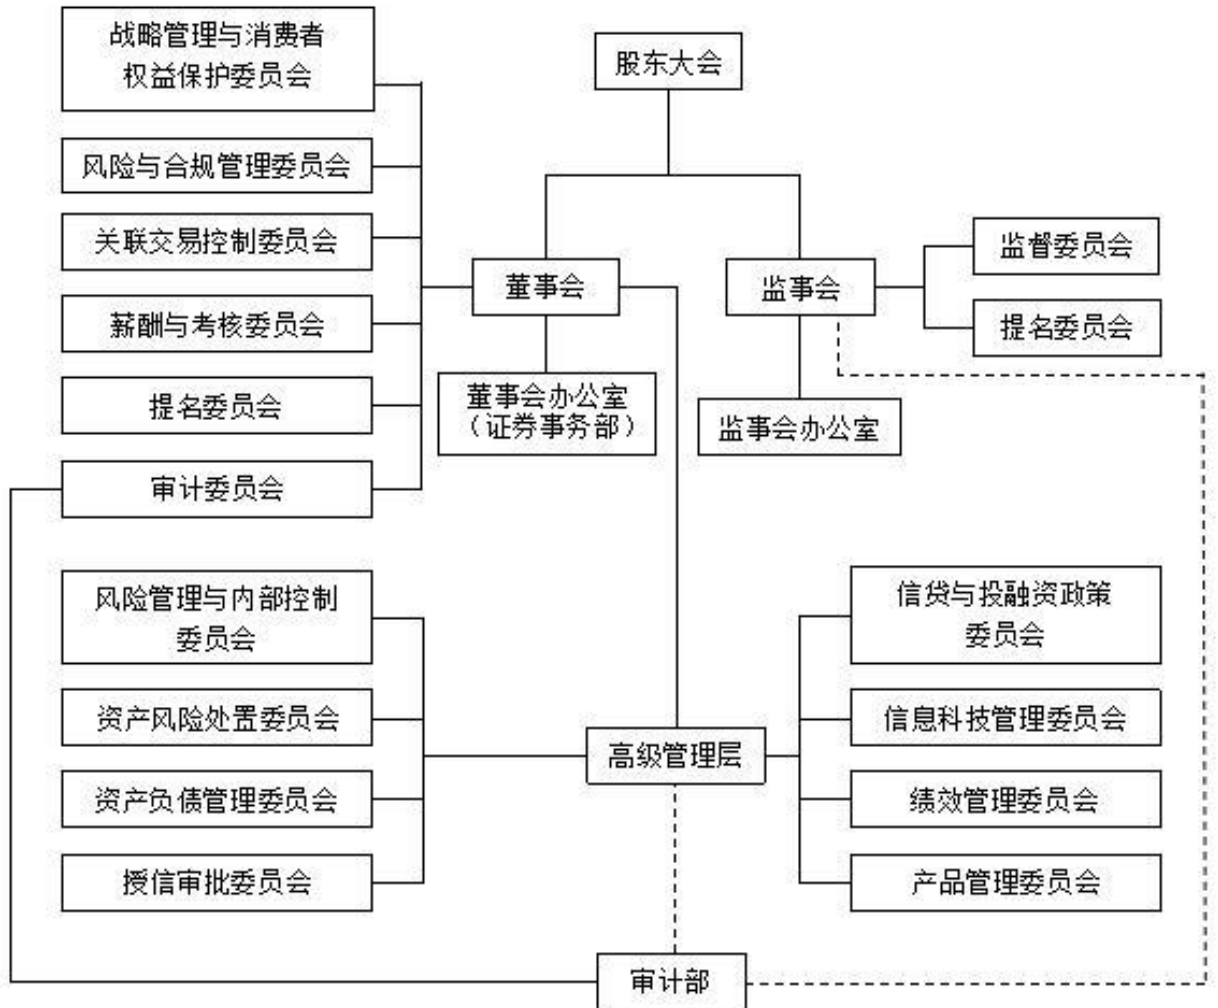 战略管理与消费者
权益保护委员会
股东大会
风险与合规管理委员会
关联交易控制委员会
监督委员会
董事会
监事会
薪酬与考核委员会
提名委员会
提名委员会
董事会办公室
（证券事务部）
监事会办公室
审计委员会
风险管理与内部控制
委员会
信贷与投融资政策
委员会
资产风险处置委员会
信息科技管理委员会
高级管理层
资产负债管理委员会
绩效管理委员会
授信审批委员会
产品管理委员会
审计部